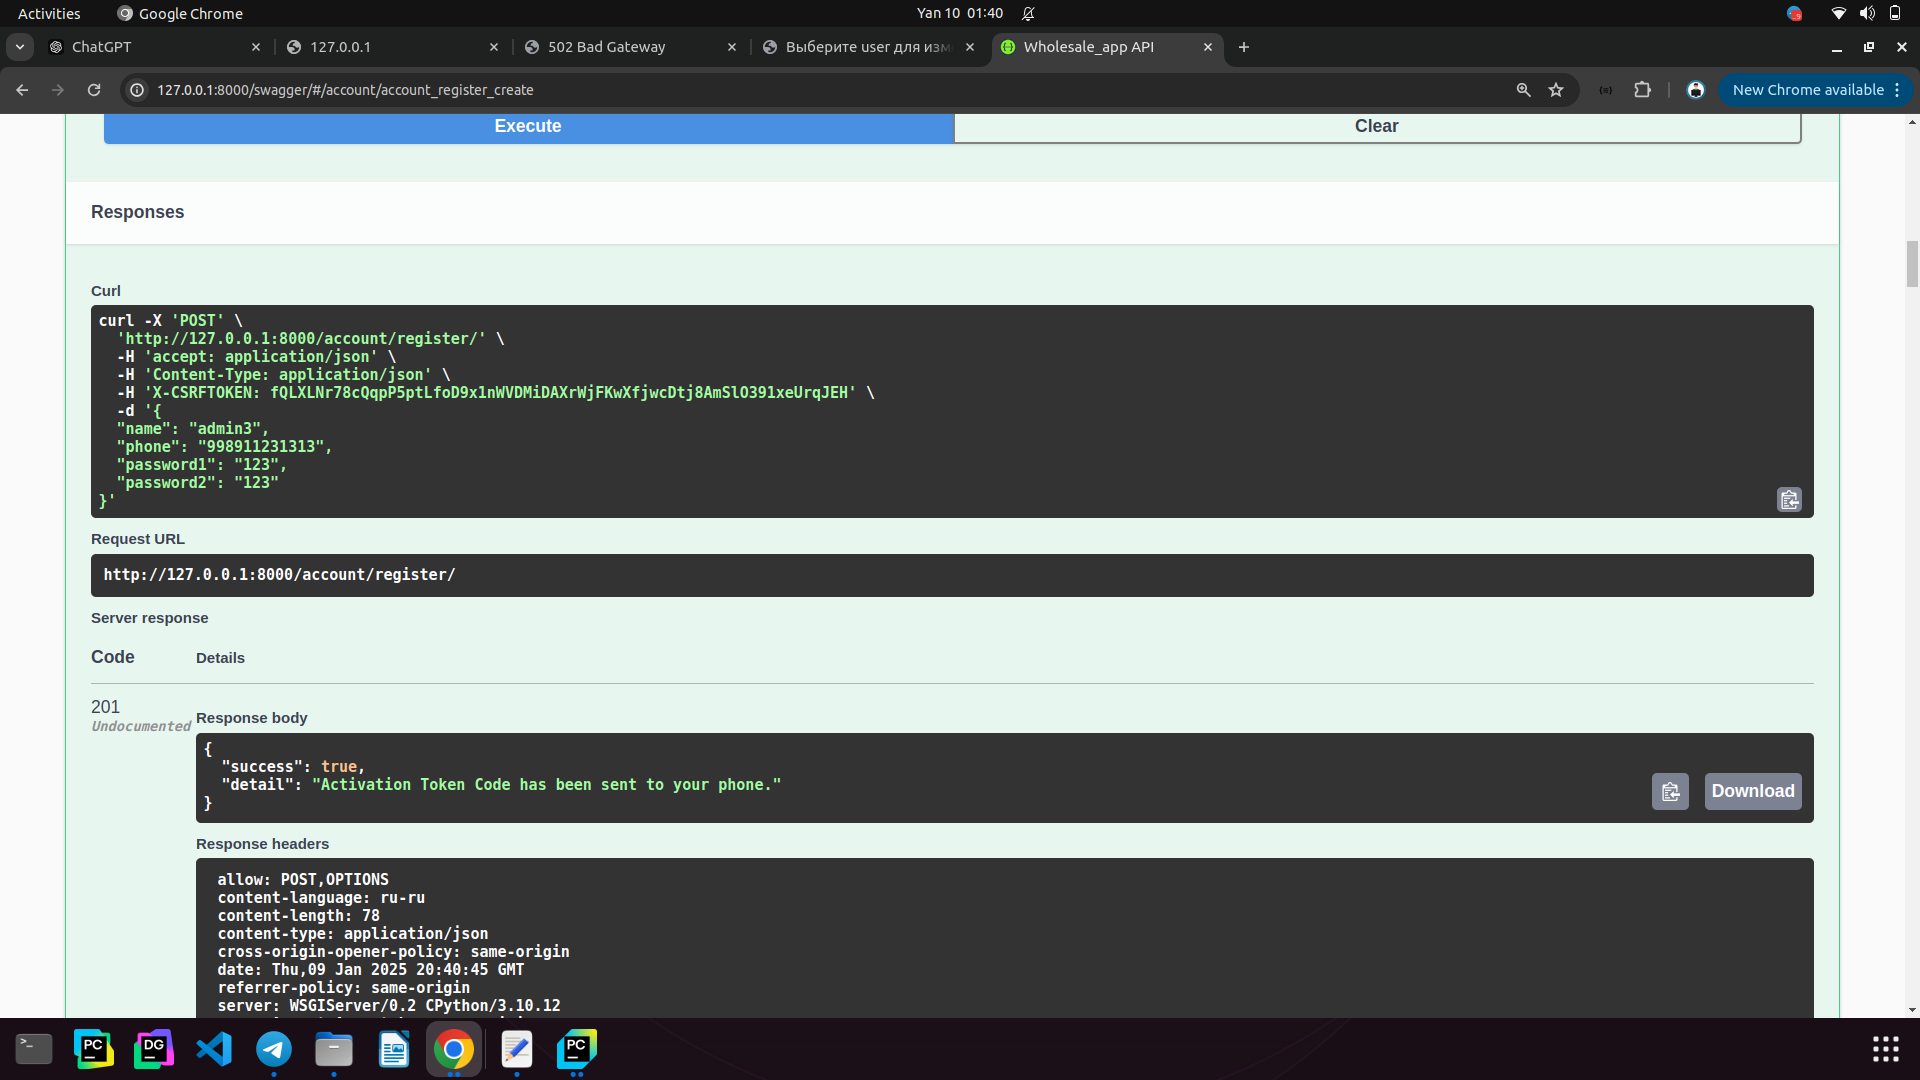 Activities
Google Chrome
Yan 10 01:40
ChatGPT
127.0.0.1
502 Bad Gateway
Выберите user для изм
Wholesale_app API
127.0.0.1:8000/swagger/#/account/account_register_create
New Chrome available
Execute
Clear
Responses
Curl
curl -X 'POST' \
'http://127.0.0.1:8000/account/register/' \
-H 'accept: application/json' \
-H 'Content-Type: application/json' \
-H 'X-CSRFTOKEN: fQLXLNr78cQqpP5ptLfoD9x1nWVDMiDAXrWjFKwXfjwcDtj8AmSlO391xeUrqJEH' \
-d '{
"name": "admin3",
"phone": "998911231313",
"password1": "123",
"password2": "123"
}'
Request URL
http://127.0.0.1:8000/account/register/
Server response
Code
Details
201
Undocumented
Response body
{
"success": true,
"detail": "Activation Token Code has been sent to your phone."
}
Download
Response headers
allow: POST,OPTIONS
content-language: ru-ru
content-length: 78
content-type: application/json
cross-origin-opener-policy: same-origin
date: Thu,09 Jan 2025 20:40:45 GMT
referrer-policy: same-origin
server: WSGIServer/0.2 CPython/3.10.12
PC
DG
PC